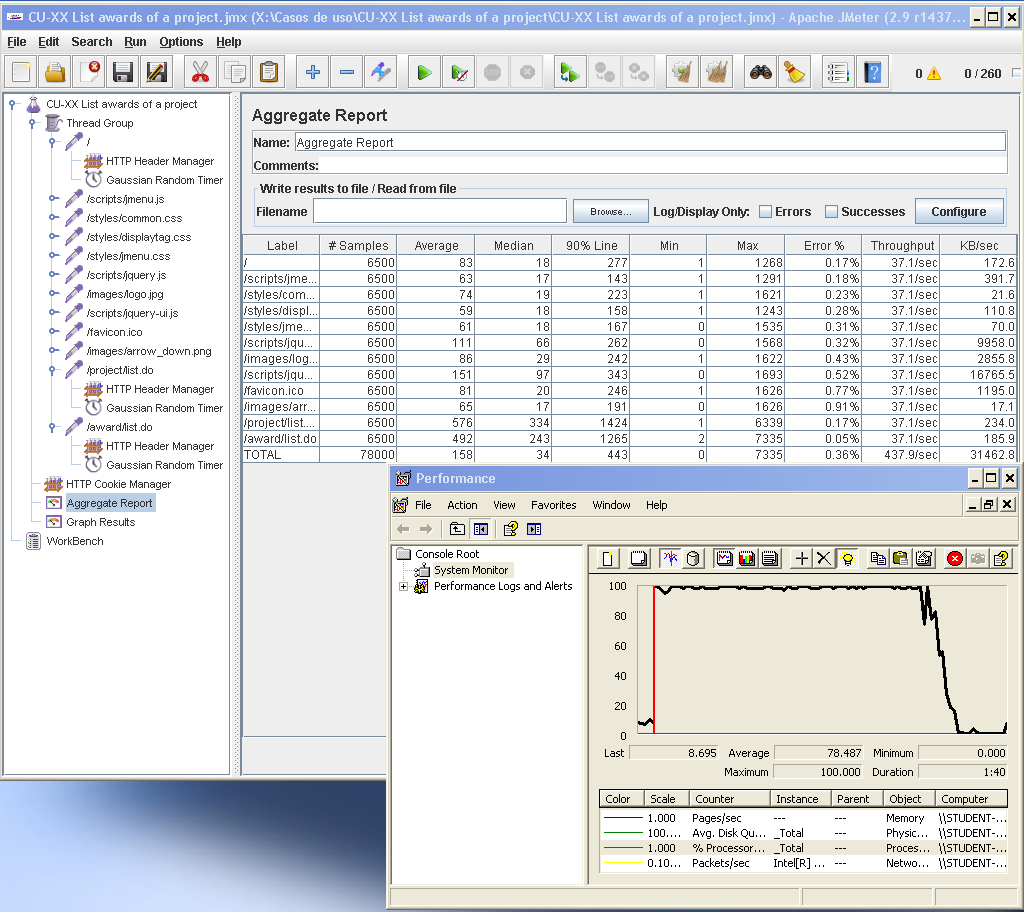 CU-XX List awards of a project.jmx (X:\Casos de uso\CU-XX List awards of a project\CU-XX List awards of a project.jmx) - Apache JMeter (2.9 r1437...
File Edit Search Run Options Help
0 0 / 260
CU-XX List awards of a project
Thread Group
/
HTTP Header Manager
Gaussian Random Timer
/scripts/jmenu.js
/styles/common.css
/styles/displaytag.css
/styles/jmenu.css
/scripts/jquery.js
/images/logo.jpg
/scripts/jquery-ui.js
/favicon.ico
/images/arrow_down.png
/project/list.do
HTTP Header Manager
Gaussian Random Timer
/award/list.do
HTTP Header Manager
Gaussian Random Timer
HTTP Cookie Manager
Aggregate Report
Graph Results
WorkBench
Aggregate Report
Name: Aggregate Report
Comments:
Write results to file / Read from file
Filename Browse... Log/Display Only: Errors Successes Configure
Label # Samples Average Median 90% Line Min Max Error % Throughput KB/sec
/ 6500 83 18 277 1 1268 0.17% 37.1/sec 172.6
/scripts/jme... 6500 63 17 143 1 1291 0.18% 37.1/sec 391.7
/styles/com... 6500 74 19 223 1 1621 0.23% 37.1/sec 21.6
/styles/displ... 6500 59 18 158 1 1243 0.28% 37.1/sec 110.8
/styles/jme... 6500 61 18 167 0 1535 0.31% 37.1/sec 70.0
/scripts/jqu... 6500 111 66 262 0 1568 0.32% 37.1/sec 9958.0
/images/log... 6500 86 29 242 1 1622 0.43% 37.1/sec 2855.8
/scripts/jqu... 6500 151 97 343 0 1693 0.52% 37.1/sec 16765.5
/favicon.ico 6500 81 20 246 1 1626 0.77% 37.1/sec 1195.0
/images/arr... 6500 65 17 191 0 1626 0.91% 37.1/sec 17.1
/project/list.... 6500 576 334 1424 1 6339 0.17% 37.1/sec 234.0
/award/list.do 6500 492 243 1265 2 7335 0.05% 37.1/sec 185.9
TOTAL 78000 158 34 443 0 7335 0.36% 437.9/sec 31462.8
Performance
File Action View Favorites Window Help
Console Root
System Monitor
Performance Logs and Alerts
100
80
60
40
20
0
Last 8.695 Average 78.487 Minimum 0.000
Maximum 100.000 Duration 1:40
Color Scale Counter Instance Parent Object Computer
1.000 Pages/sec --- --- Memory \\STUDENT-...
100.... Avg. Disk Qu... _Total --- Physic... \\STUDENT-...
1.000 % Processor... _Total --- Proces... \\STUDENT-...
0.10... Packets/sec Intel[R] ... --- Netwo... \\STUDENT-...